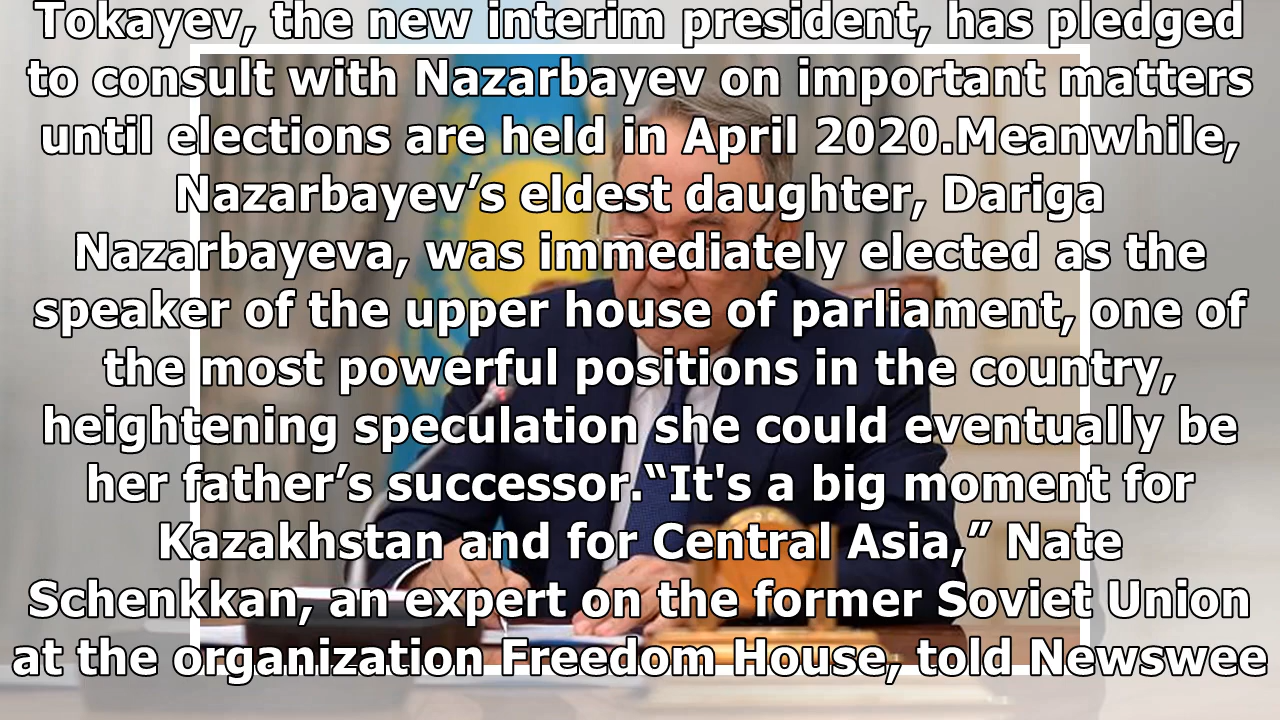 Tokayev, the new interim president, has pledged
to consult with Nazarbayev on important matters
until elections are held in April 2020.Meanwhile,
Nazarbayev’s eldest daughter, Dariga
Nazarbayeva, was immediately elected as the
speaker of the upper house of parliament, one of
the most powerful positions in the country,
heightening speculation she could eventually be
her father’s successor.“It's a big moment for
Kazakhstan and for Central Asia,” Nate
Schenkkan, an expert on the former Soviet Union
at the organization Freedom House, told Newswee